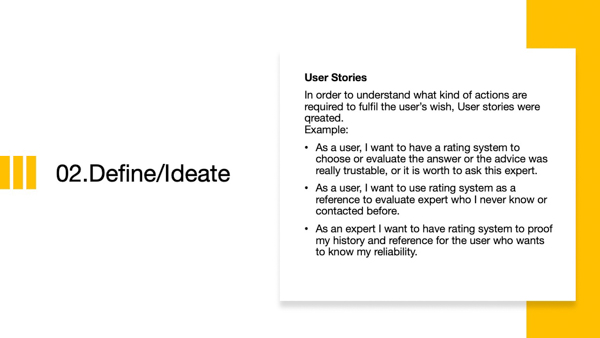 02.Define/Ideate
User Stories
In order to understand what kind of actions are
required to fulfil the user's wish, User stories were
qreated.
Example:
• As a user, I want to have a rating system to
choose or evaluate the answer or the advice was
really trustable, or it is worth to ask this expert.
• As a user, I want to use rating system as a
reference to evaluate expert who I never know or
contacted before.
• As an expert I want to have rating system to proof
my history and reference for the user who wants
to know my reliability.